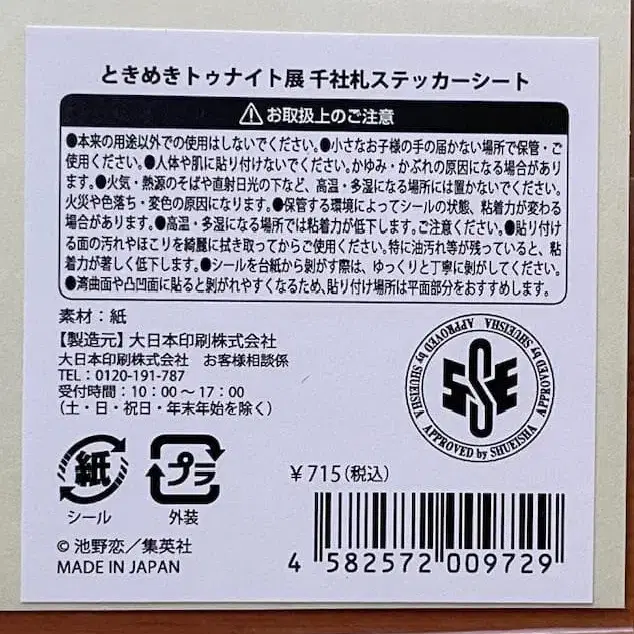 ときめきトゥナイト展 千社札ステッカーシート
⚠お取扱上のご注意
●本来の用途以外での使用はしないでください。●小さなお子様の手の届かない場所で保管・ご
使用ください。●人体や肌に貼り付けないでください。かゆみ・かぶれの原因になる場合があり
ます。●火気・熱源のそばや直射日光の下など、高温・多湿になる場所には置かないでください。
火災や色落ち・変色の原因になります。●保管する環境によってシールの状態、粘着力が変わる
場合があります。●高温・多湿になる場所では粘着力が低下します。ご注意ください。●貼り付け
る面の汚れやほこりを綺麗に拭き取ってからご使用ください。特に油汚れ等が残っていると、粘
着力が著しく低下します。●シールを台紙から剥がす際は、ゆっくりと丁寧に剥がしてください。
●湾曲面や凸凹面に貼ると剥がれやすくなるため、貼り付け場所は平面部分をおすすめします。
素材：紙
【製造元】大日本印刷株式会社
大日本印刷株式会社　お客様相談係
TEL：0120-191-787
受付時間：10：00～17：00
（土・日・祝日・年末年始を除く）
APPROVED by SHUEISHA APPROVED by SHUEISHA APPROVED by SHUEISHA
SSE
紙
シール
プラ
外装
￥715(税込)
4 582572 009729
© 池野恋／集英社
MADE IN JAPAN